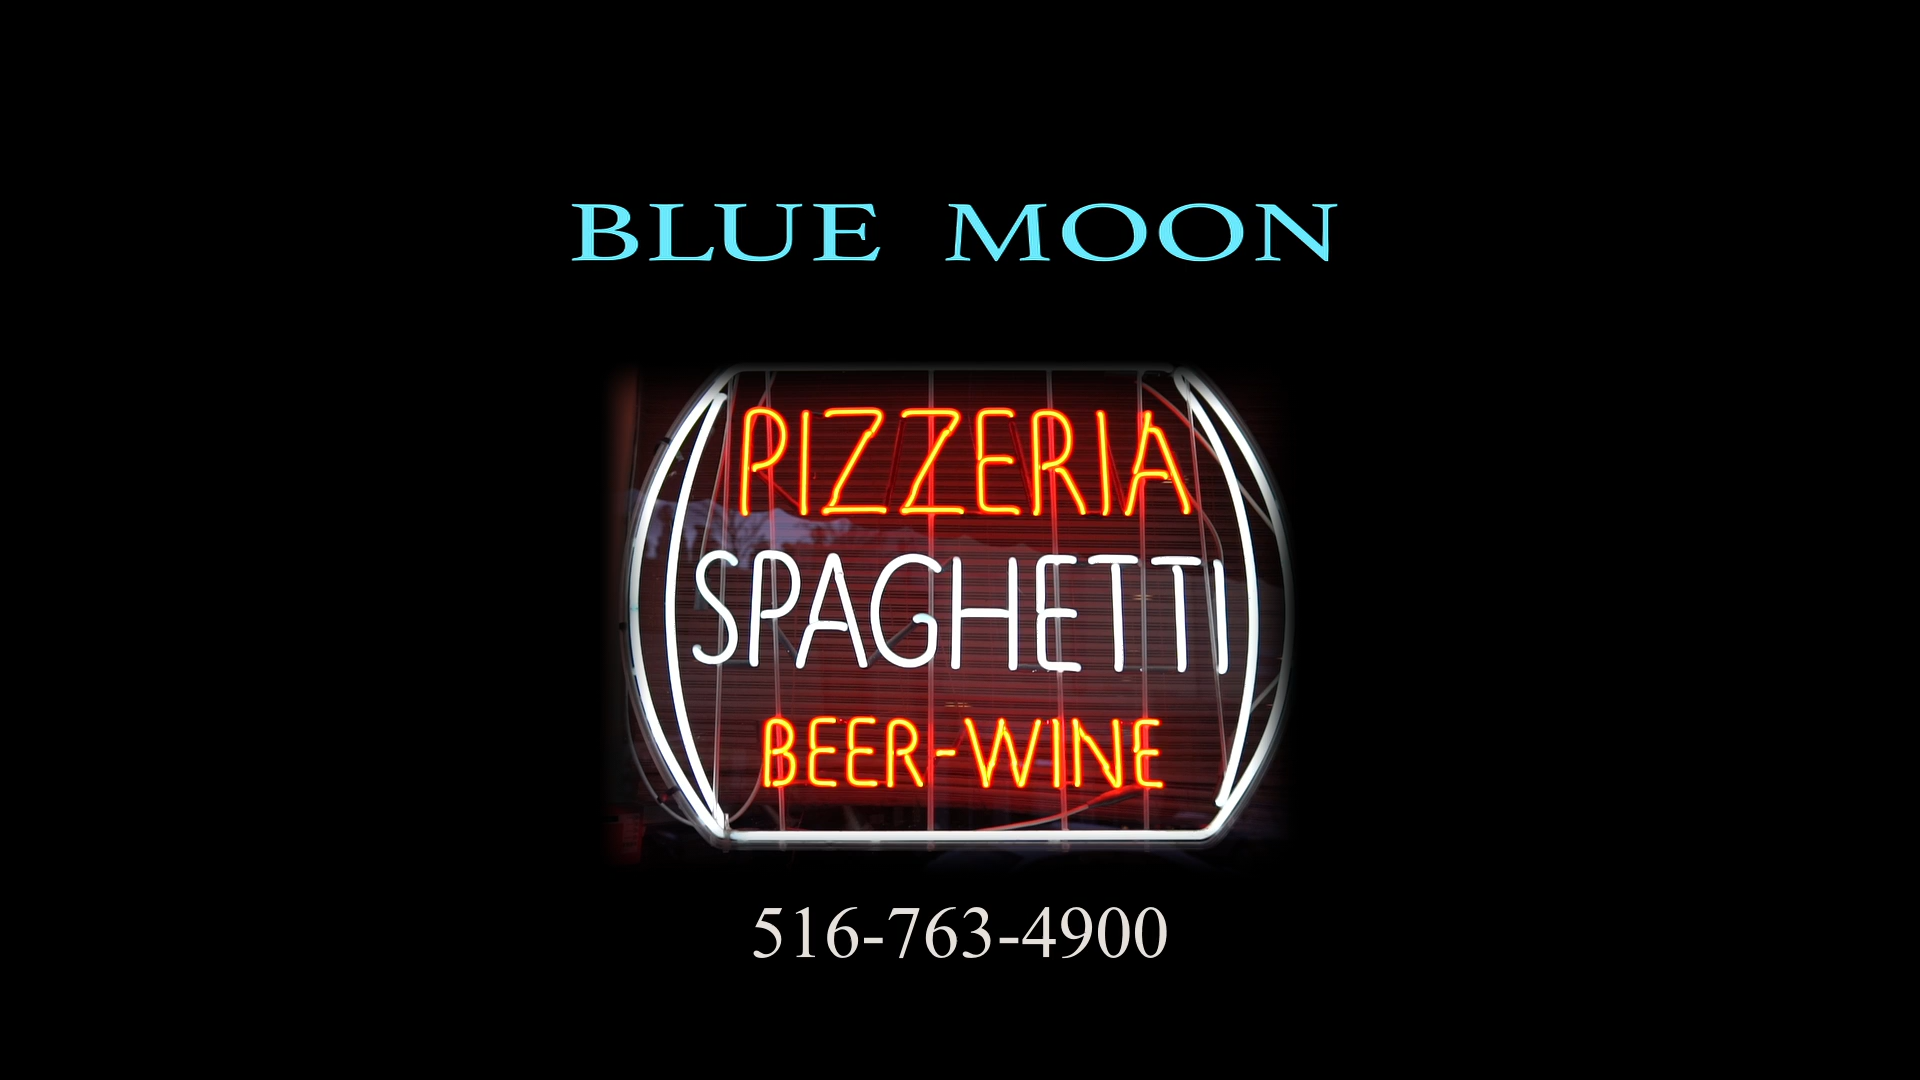 BLUE MOON
PIZZERIA
SPAGHETTI
BEER-WINE
516-763-4900